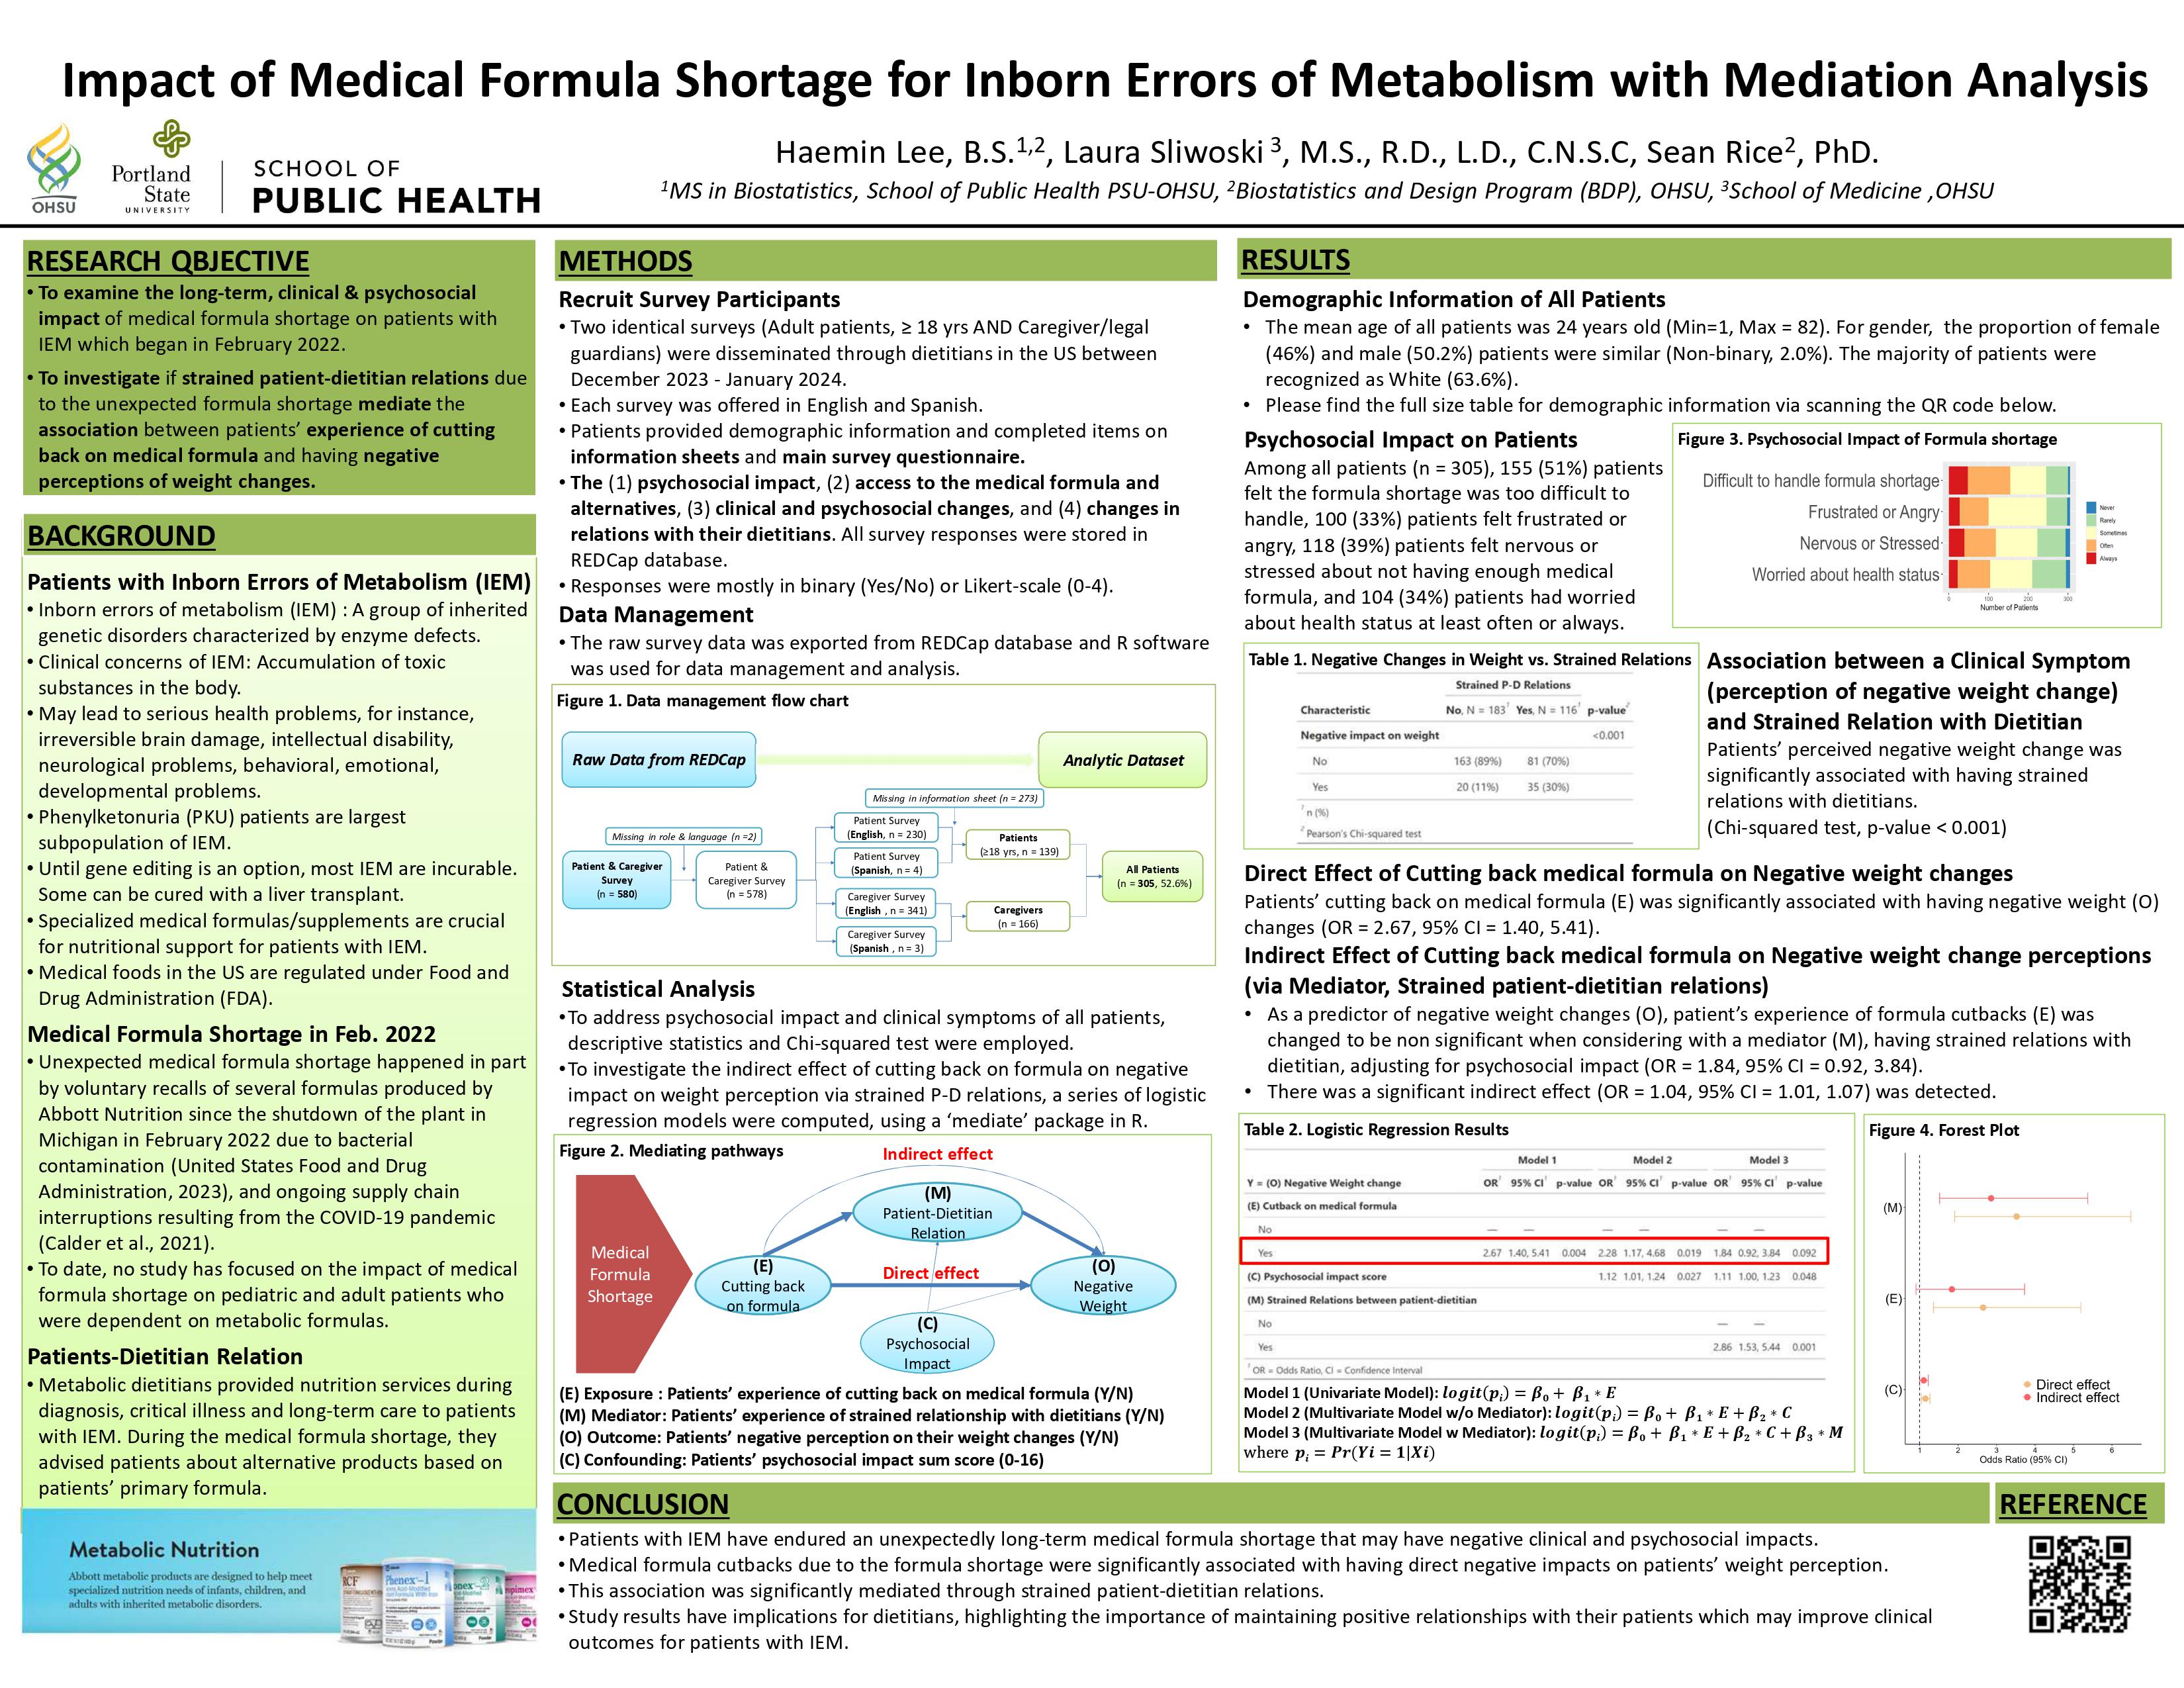 Impact of Medical Formula Shortage for Inborn Errors of Metabolism with Mediation Analysis
OHSU
Portland
State
UNIVERSITY
SCHOOL OF
PUBLIC HEALTH
Haemin Lee, B.S.1,2, Laura Sliwoski 3, M.S., R.D., L.D., C.N.S.C, Sean Rice2, PhD.
1MS in Biostatistics, School of Public Health PSU-OHSU, 2Biostatistics and Design Program (BDP), OHSU, 3School of Medicine ,OHSU
RESEARCH QBJECTIVE
• To examine the long-term, clinical & psychosocial
impact of medical formula shortage on patients with
IEM which began in February 2022.
• To investigate if strained patient-dietitian relations due
to the unexpected formula shortage mediate the
association between patients' experience of cutting
back on medical formula and having negative
perceptions of weight changes.
BACKGROUND
Patients with Inborn Errors of Metabolism (IEM)
• Inborn errors of metabolism (IEM) : A group of inherited
genetic disorders characterized by enzyme defects.
• Clinical concerns of IEM: Accumulation of toxic
substances in the body.
• May lead to serious health problems, for instance,
irreversible brain damage, intellectual disability,
neurological problems, behavioral, emotional,
developmental problems.
• Phenylketonuria (PKU) patients are largest
subpopulation of IEM.
• Until gene editing is an option, most IEM are incurable.
Some can be cured with a liver transplant.
• Specialized medical formulas/supplements are crucial
for nutritional support for patients with IEM.
• Medical foods in the US are regulated under Food and
Drug Administration (FDA).
Medical Formula Shortage in Feb. 2022
• Unexpected medical formula shortage happened in part
by voluntary recalls of several formulas produced by
Abbott Nutrition since the shutdown of the plant in
Michigan in February 2022 due to bacterial
contamination (United States Food and Drug
Administration, 2023), and ongoing supply chain
interruptions resulting from the COVID-19 pandemic
(Calder et al., 2021).
• To date, no study has focused on the impact of medical
formula shortage on pediatric and adult patients who
were dependent on metabolic formulas.
Patients-Dietitian Relation
• Metabolic dietitians provided nutrition services during
diagnosis, critical illness and long-term care to patients
with IEM. During the medical formula shortage, they
advised patients about alternative products based on
patients' primary formula.
Metabolic Nutrition
Abbott metabolic products are designed to help meet
specialized nutrition needs of infants, children, and
adults with inherited metabolic disorders.
RCF
Phenex-1
METHODS
Recruit Survey Participants
• Two identical surveys (Adult patients, ≥ 18 yrs AND Caregiver/legal
guardians) were disseminated through dietitians in the US between
December 2023 - January 2024.
• Each survey was offered in English and Spanish.
• Patients provided demographic information and completed items on
information sheets and main survey questionnaire.
• The (1) psychosocial impact, (2) access to the medical formula and
alternatives, (3) clinical and psychosocial changes, and (4) changes in
relations with their dietitians. All survey responses were stored in
REDCap database.
• Responses were mostly in binary (Yes/No) or Likert-scale (0-4).
Data Management
• The raw survey data was exported from REDCap database and R software
was used for data management and analysis.
Figure 1. Data management flow chart
Raw Data from REDCap
Analytic Dataset
Missing in information sheet (n = 273)
Missing in role & language (n =2)
Patient & Caregiver
Survey
(n = 580)
Patient &
Caregiver Survey
(n = 578)
Patient Survey
(English, n = 230)
Patient Survey
(Spanish, n = 4)
Caregiver Survey
(English , n = 341)
Caregiver Survey
(Spanish , n = 3)
Patients
(≥18 yrs, n = 139)
Caregivers
(n = 166)
All Patients
(n = 305, 52.6%)
Statistical Analysis
• To address psychosocial impact and clinical symptoms of all patients,
descriptive statistics and Chi-squared test were employed.
• To investigate the indirect effect of cutting back on formula on negative
impact on weight perception via strained P-D relations, a series of logistic
regression models were computed, using a 'mediate' package in R.
Figure 2. Mediating pathways
Indirect effect
Medical
Formula
Shortage
(M)
Patient-Dietitian
Relation
(E)
Cutting back
on formula
Direct effect
(O)
Negative
Weight
(C)
Psychosocial
Impact
(E) Exposure : Patients' experience of cutting back on medical formula (Y/N)
(M) Mediator: Patients' experience of strained relationship with dietitians (Y/N)
(O) Outcome: Patients' negative perception on their weight changes (Y/N)
(C) Confounding: Patients' psychosocial impact sum score (0-16)
RESULTS
Demographic Information of All Patients
• The mean age of all patients was 24 years old (Min=1, Max = 82). For gender, the proportion of female
(46%) and male (50.2%) patients were similar (Non-binary, 2.0%). The majority of patients were
recognized as White (63.6%).
• Please find the full size table for demographic information via scanning the QR code below.
Psychosocial Impact on Patients
Among all patients (n = 305), 155 (51%) patients
felt the formula shortage was too difficult to
handle, 100 (33%) patients felt frustrated or
angry, 118 (39%) patients felt nervous or
stressed about not having enough medical
formula, and 104 (34%) patients had worried
about health status at least often or always.
Figure 3. Psychosocial Impact of Formula shortage
Difficult to handle formula shortage
Frustrated or Angry
Nervous or Stressed
Worried about health status
0 100 200 300
Number of Patients
Never
Rarely
Sometimes
Often
Always
Table 1. Negative Changes in Weight vs. Strained Relations
Strained P-D Relations
Characteristic No, N = 183¹ Yes, N = 116¹ p-value²
Negative impact on weight <0.001
No 163 (89%) 81 (70%)
Yes 20 (11%) 35 (30%)
¹ n (%)
² Pearson's Chi-squared test
Association between a Clinical Symptom
(perception of negative weight change)
and Strained Relation with Dietitian
Patients' perceived negative weight change was
significantly associated with having strained
relations with dietitians.
(Chi-squared test, p-value < 0.001)
Direct Effect of Cutting back medical formula on Negative weight changes
Patients' cutting back on medical formula (E) was significantly associated with having negative weight (O)
changes (OR = 2.67, 95% CI = 1.40, 5.41).
Indirect Effect of Cutting back medical formula on Negative weight change perceptions
(via Mediator, Strained patient-dietitian relations)
• As a predictor of negative weight changes (O), patient's experience of formula cutbacks (E) was
changed to be non significant when considering with a mediator (M), having strained relations with
dietitian, adjusting for psychosocial impact (OR = 1.84, 95% CI = 0.92, 3.84).
• There was a significant indirect effect (OR = 1.04, 95% CI = 1.01, 1.07) was detected.
Table 2. Logistic Regression Results
Model 1 Model 2 Model 3
Y = (O) Negative Weight change OR¹ 95% CI¹ p-value OR¹ 95% CI¹ p-value OR¹ 95% CI¹ p-value
(E) Cutback on medical formula
No — — — — — —
Yes 2.67 1.40, 5.41 0.004 2.28 1.17, 4.68 0.019 1.84 0.92, 3.84 0.092
(C) Psychosocial impact score 1.12 1.01, 1.24 0.027 1.11 1.00, 1.23 0.048
(M) Strained Relations between patient-dietitian
No — —
Yes 2.86 1.53, 5.44 0.001
¹ OR = Odds Ratio, CI = Confidence Interval
Model 1 (Univariate Model): logit(pᵢ) = β₀ + β₁ * E
Model 2 (Multivariate Model w/o Mediator): logit(pᵢ) = β₀ + β₁ * E + β₂ * C
Model 3 (Multivariate Model w Mediator): logit(pᵢ) = β₀ + β₁ * E + β₂ * C + β₃ * M
where pᵢ = Pr(Yi = 1|Xi)
Figure 4. Forest Plot
(M)
(E)
(C)
Direct effect
Indirect effect
1 2 3 4 5 6
Odds Ratio (95% CI)
CONCLUSION
• Patients with IEM have endured an unexpectedly long-term medical formula shortage that may have negative clinical and psychosocial impacts.
• Medical formula cutbacks due to the formula shortage were significantly associated with having direct negative impacts on patients' weight perception.
• This association was significantly mediated through strained patient-dietitian relations.
• Study results have implications for dietitians, highlighting the importance of maintaining positive relationships with their patients which may improve clinical
outcomes for patients with IEM.
REFERENCE